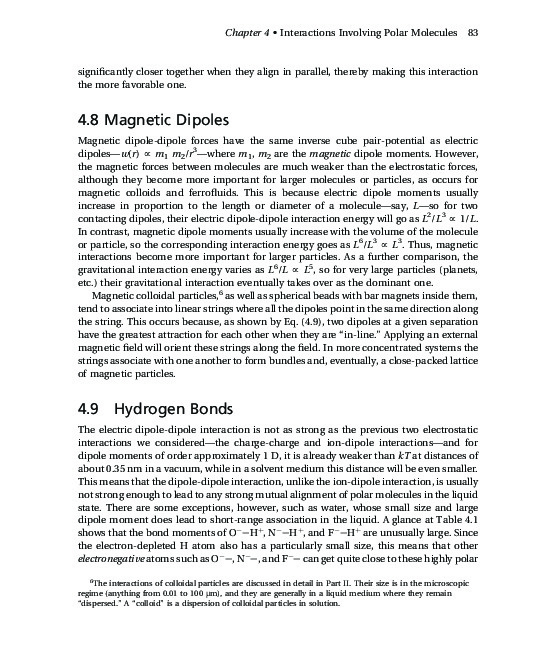 Chapter 4 • Interactions Involving Polar Molecules 83
significantly closer together when they align in parallel, thereby making this interaction
the more favorable one.
4.8 Magnetic Dipoles
Magnetic dipole-dipole forces have the same inverse cube pair-potential as electric
dipoles—w(r) ∝ m₁ m₂/r³—where m₁, m₂ are the magnetic dipole moments. However,
the magnetic forces between molecules are much weaker than the electrostatic forces,
although they become more important for larger molecules or particles, as occurs for
magnetic colloids and ferrofluids. This is because electric dipole moments usually
increase in proportion to the length or diameter of a molecule—say, L—so for two
contacting dipoles, their electric dipole-dipole interaction energy will go as L²/L³ ∝ 1/L.
In contrast, magnetic dipole moments usually increase with the volume of the molecule
or particle, so the corresponding interaction energy goes as L⁶/L³ ∝ L³. Thus, magnetic
interactions become more important for larger particles. As a further comparison, the
gravitational interaction energy varies as L⁶/L ∝ L⁵, so for very large particles (planets,
etc.) their gravitational interaction eventually takes over as the dominant one.
Magnetic colloidal particles,⁶ as well as spherical beads with bar magnets inside them,
tend to associate into linear strings where all the dipoles point in the same direction along
the string. This occurs because, as shown by Eq. (4.9), two dipoles at a given separation
have the greatest attraction for each other when they are “in-line.” Applying an external
magnetic field will orient these strings along the field. In more concentrated systems the
strings associate with one another to form bundles and, eventually, a close-packed lattice
of magnetic particles.
4.9 Hydrogen Bonds
The electric dipole-dipole interaction is not as strong as the previous two electrostatic
interactions we considered—the charge-charge and ion-dipole interactions—and for
dipole moments of order approximately 1 D, it is already weaker than kT at distances of
about 0.35 nm in a vacuum, while in a solvent medium this distance will be even smaller.
This means that the dipole-dipole interaction, unlike the ion-dipole interaction, is usually
not strong enough to lead to any strong mutual alignment of polar molecules in the liquid
state. There are some exceptions, however, such as water, whose small size and large
dipole moment does lead to short-range association in the liquid. A glance at Table 4.1
shows that the bond moments of O⁻—H⁺, N⁻—H⁺, and F⁻—H⁺ are unusually large. Since
the electron-depleted H atom also has a particularly small size, this means that other
electronegative atoms such as O⁻—, N⁻—, and F⁻— can get quite close to these highly polar
⁶The interactions of colloidal particles are discussed in detail in Part II. Their size is in the microscopic
regime (anything from 0.01 to 100 μm), and they are generally in a liquid medium where they remain
“dispersed.” A “colloid” is a dispersion of colloidal particles in solution.